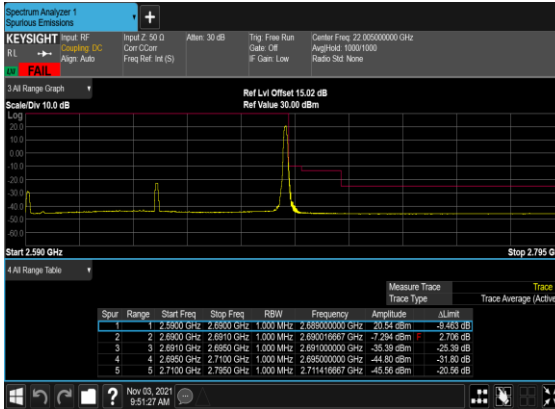 Spectrum Analyzer 1
Spurious Emissions
KEYSIGHT
RL
FAIL
Input: RF
Coupling: DC
Align: Auto
Input Z: 50 Ω
Corr CCorr
Freq Ref: Int (S)
Atten: 30 dB
Trig: Free Run
Gate: Off
IF Gain: Low
Center Freq: 22.005000000 GHz
Avg|Hold: 1000/1000
Radio Std: None
3 All Range Graph
Scale/Div 10.0 dB
Ref Lvl Offset 15.02 dB
Ref Value 30.00 dBm
Log
20.0
10.0
0.00
-10.0
-20.0
-30.0
-40.0
-50.0
-60.0
Start 2.590 GHz
Stop 2.795 G
4 All Range Table
Measure Trace Trace
Trace Type Trace Average (Active
Spur Range Start Freq Stop Freq RBW Frequency Amplitude ΔLimit
1 1 2.5900 GHz 2.6900 GHz 1.000 MHz 2.689000000 GHz 20.54 dBm -9.463 dB
2 2 2.6900 GHz 2.6910 GHz 1.000 MHz 2.690016667 GHz -7.294 dBm F 2.706 dB
3 3 2.6910 GHz 2.6950 GHz 1.000 MHz 2.691000000 GHz -35.39 dBm -25.39 dB
4 4 2.6950 GHz 2.7100 GHz 1.000 MHz 2.695000000 GHz -44.80 dBm -31.80 dB
5 5 2.7100 GHz 2.7950 GHz 1.000 MHz 2.711416667 GHz -45.56 dBm -20.56 dB
Nov 03, 2021
9:51:27 AM